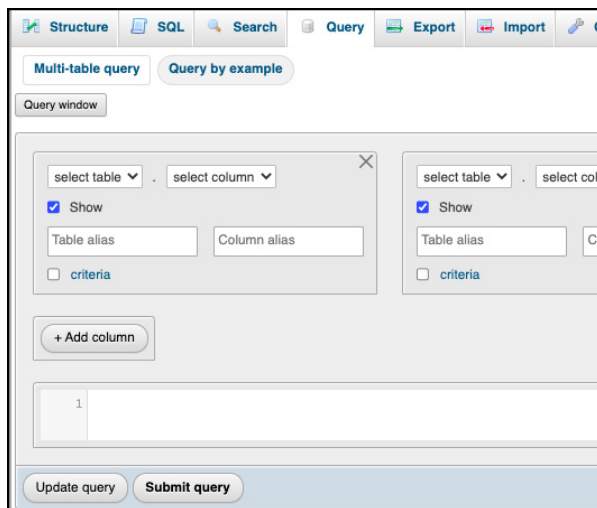 Structure SQL Search Query Export Import
Multi-table query Query by example
Query window
select table . select column select table .
Show Show
Table alias Column alias Table alias
criteria criteria
+ Add column
1
Update query Submit query